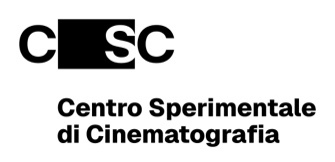 CSC
Centro Sperimentale
di Cinematografia